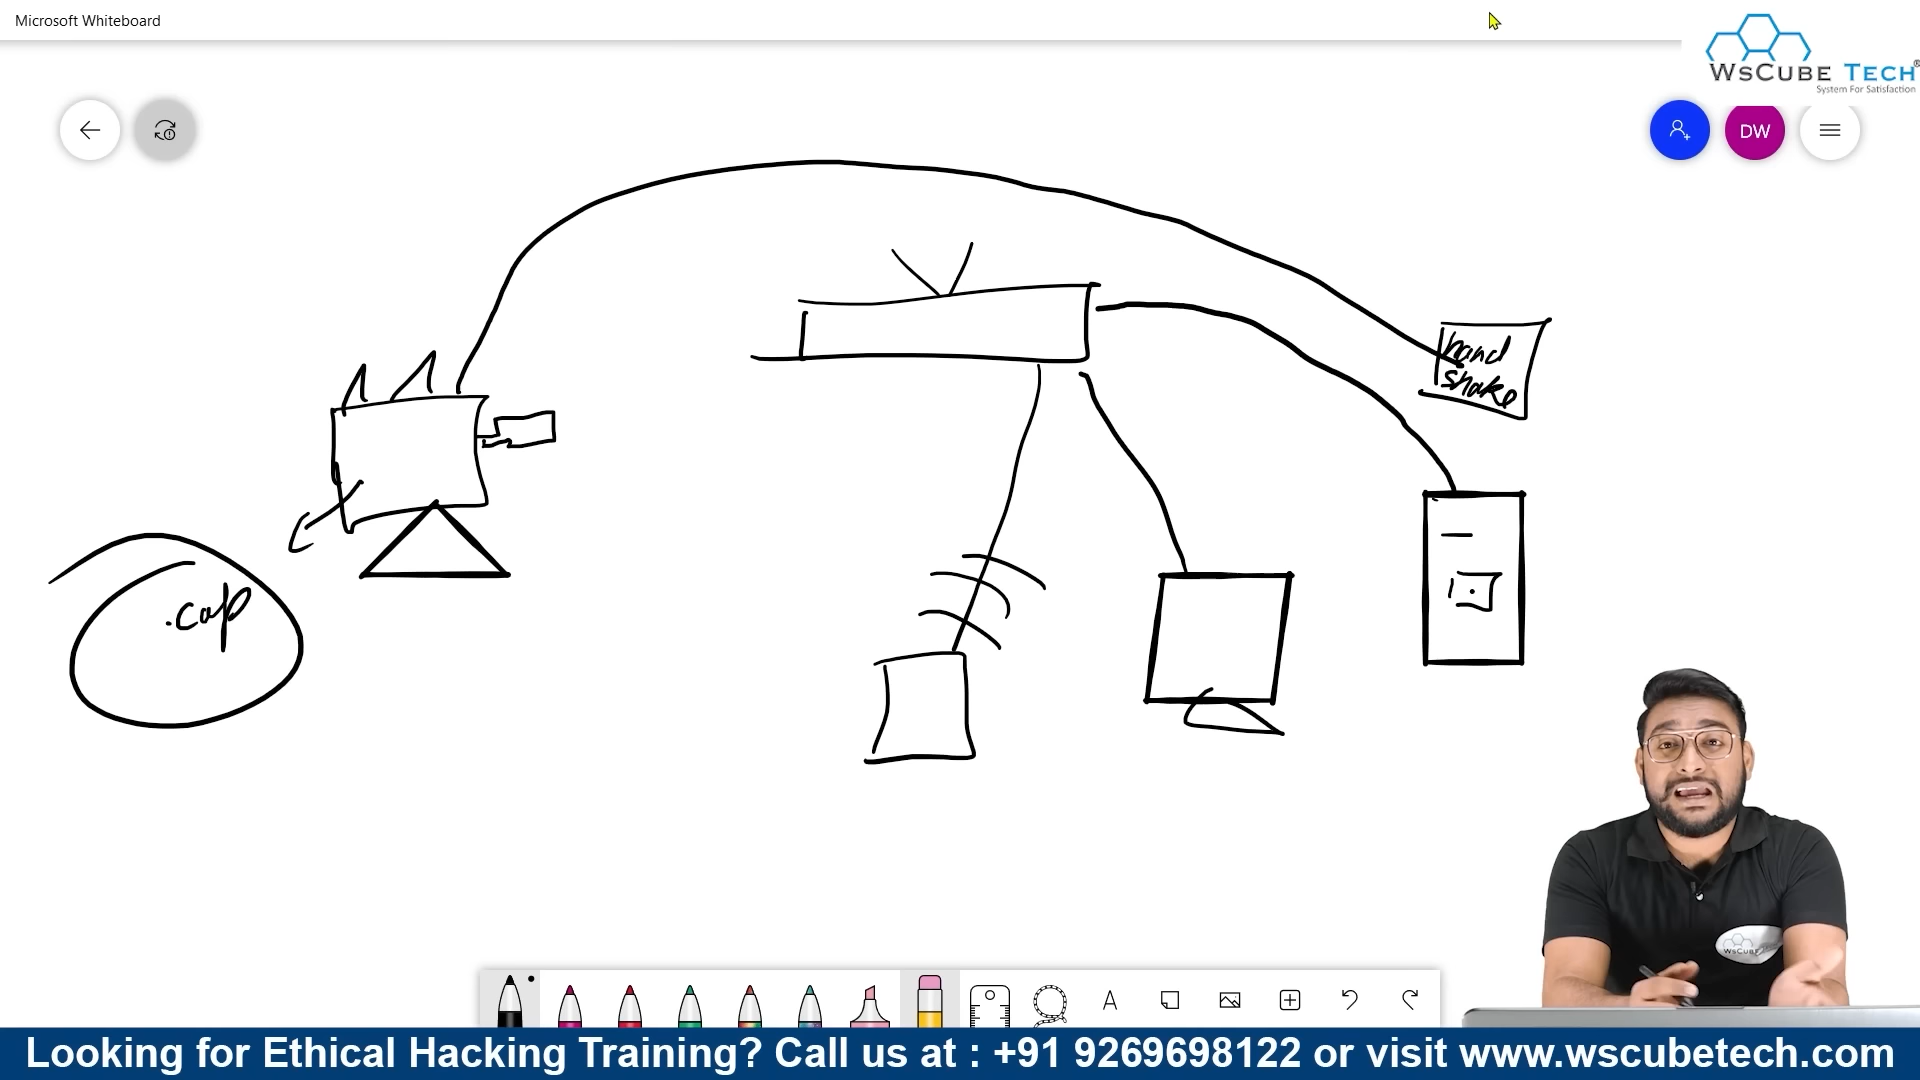 Microsoft Whiteboard
WsCube Tech®
System For Satisfaction
DW
hand
shake
.cap
A
WsCube
Looking for Ethical Hacking Training? Call us at : +91 9269698122 or visit www.wscubetech.com